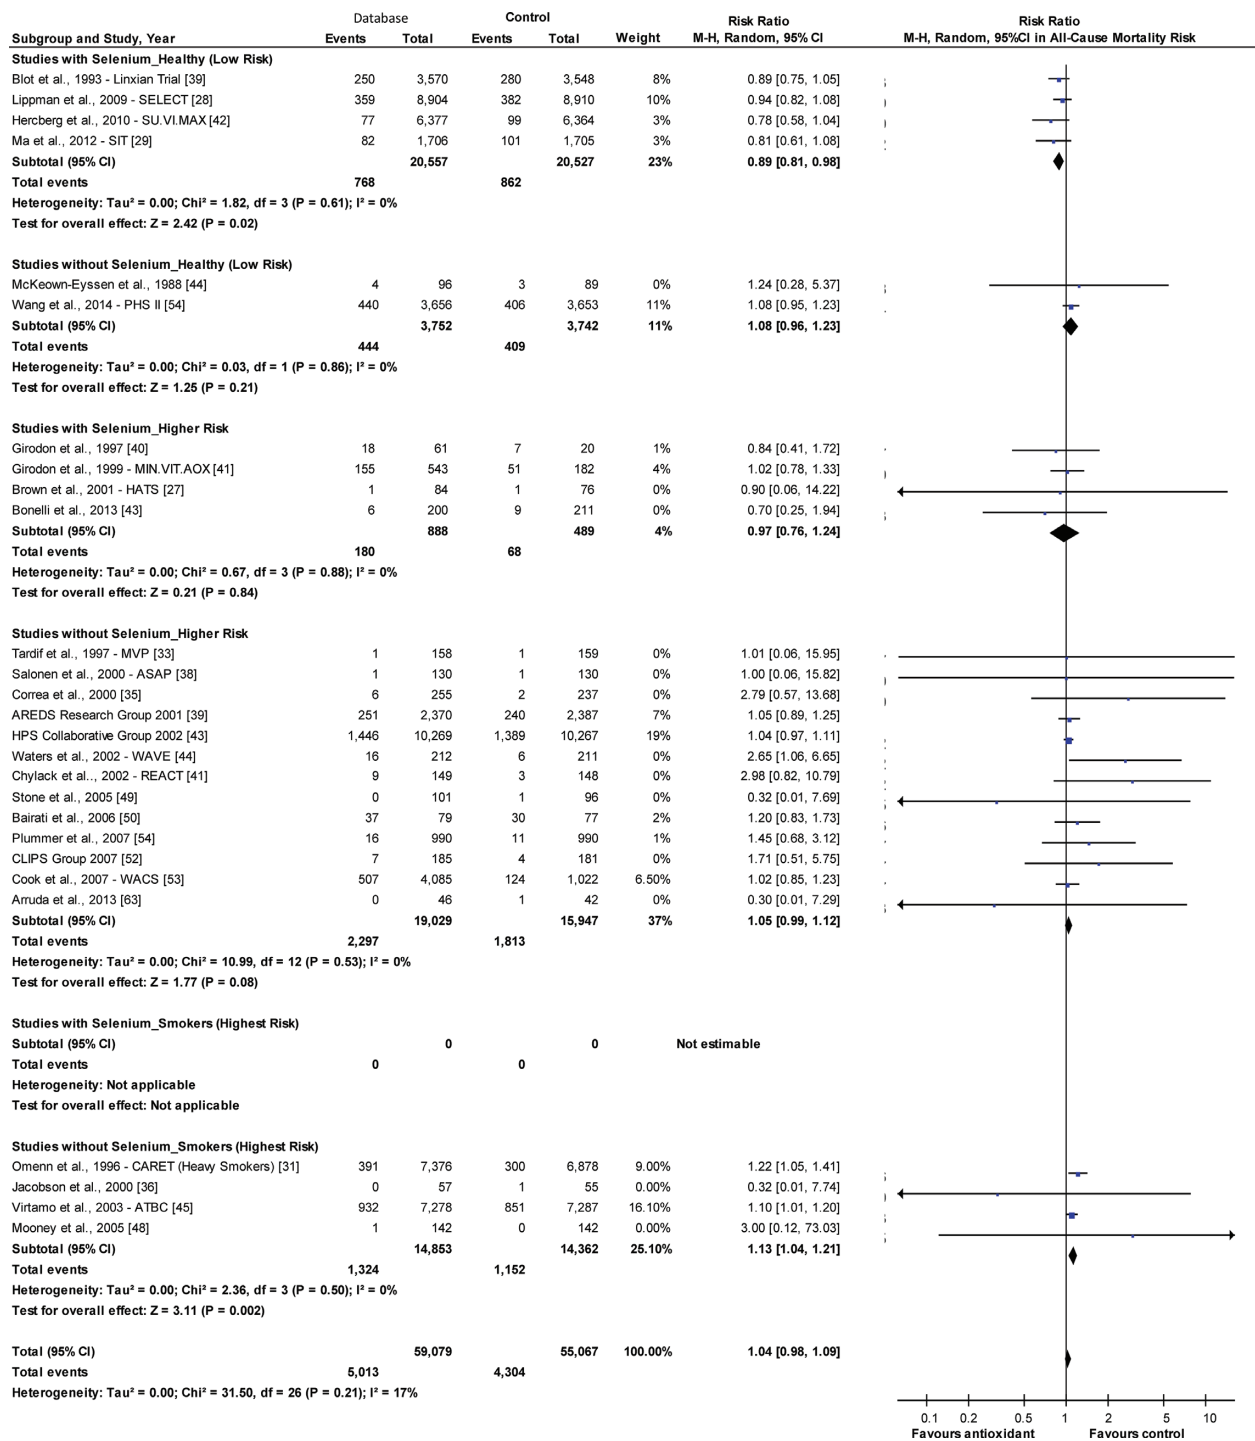 Database Control Risk Ratio Risk Ratio
Subgroup and Study, Year Events Total Events Total Weight M-H, Random, 95% CI M-H, Random, 95%CI in All-Cause Mortality Risk
Studies with Selenium_Healthy (Low Risk)
Blot et al., 1993 - Linxian Trial [39] 250 3,570 280 3,548 8% 0.89 [0.75, 1.05]
Lippman et al., 2009 - SELECT [28] 359 8,904 382 8,910 10% 0.94 [0.82, 1.08]
Hercberg et al., 2010 - SU.VI.MAX [42] 77 6,377 99 6,364 3% 0.78 [0.58, 1.04]
Ma et al., 2012 - SIT [29] 82 1,706 101 1,705 3% 0.81 [0.61, 1.08]
Subtotal (95% CI) 20,557 20,527 23% 0.89 [0.81, 0.98]
Total events 768 862
Heterogeneity: Tau² = 0.00; Chi² = 1.82, df = 3 (P = 0.61); I² = 0%
Test for overall effect: Z = 2.42 (P = 0.02)
Studies without Selenium_Healthy (Low Risk)
McKeown-Eyssen et al., 1988 [44] 4 96 3 89 0% 1.24 [0.28, 5.37]
Wang et al., 2014 - PHS II [54] 440 3,656 406 3,653 11% 1.08 [0.95, 1.23]
Subtotal (95% CI) 3,752 3,742 11% 1.08 [0.96, 1.23]
Total events 444 409
Heterogeneity: Tau² = 0.00; Chi² = 0.03, df = 1 (P = 0.86); I² = 0%
Test for overall effect: Z = 1.25 (P = 0.21)
Studies with Selenium_Higher Risk
Girodon et al., 1997 [40] 18 61 7 20 1% 0.84 [0.41, 1.72]
Girodon et al., 1999 - MIN.VIT.AOX [41] 155 543 51 182 4% 1.02 [0.78, 1.33]
Brown et al., 2001 - HATS [27] 1 84 1 76 0% 0.90 [0.06, 14.22]
Bonelli et al., 2013 [43] 6 200 9 211 0% 0.70 [0.25, 1.94]
Subtotal (95% CI) 888 489 4% 0.97 [0.76, 1.24]
Total events 180 68
Heterogeneity: Tau² = 0.00; Chi² = 0.67, df = 3 (P = 0.88); I² = 0%
Test for overall effect: Z = 0.21 (P = 0.84)
Studies without Selenium_Higher Risk
Tardif et al., 1997 - MVP [33] 1 158 1 159 0% 1.01 [0.06, 15.95]
Salonen et al., 2000 - ASAP [38] 1 130 1 130 0% 1.00 [0.06, 15.82]
Correa et al., 2000 [35] 6 255 2 237 0% 2.79 [0.57, 13.68]
AREDS Research Group 2001 [39] 251 2,370 240 2,387 7% 1.05 [0.89, 1.25]
HPS Collaborative Group 2002 [43] 1,446 10,269 1,389 10,267 19% 1.04 [0.97, 1.11]
Waters et al., 2002 - WAVE [44] 16 212 6 211 0% 2.65 [1.06, 6.65]
Chylack et al.., 2002 - REACT [41] 9 149 3 148 0% 2.98 [0.82, 10.79]
Stone et al., 2005 [49] 0 101 1 96 0% 0.32 [0.01, 7.69]
Bairati et al., 2006 [50] 37 79 30 77 2% 1.20 [0.83, 1.73]
Plummer et al., 2007 [54] 16 990 11 990 1% 1.45 [0.68, 3.12]
CLIPS Group 2007 [52] 7 185 4 181 0% 1.71 [0.51, 5.75]
Cook et al., 2007 - WACS [53] 507 4,085 124 1,022 6.50% 1.02 [0.85, 1.23]
Arruda et al., 2013 [63] 0 46 1 42 0% 0.30 [0.01, 7.29]
Subtotal (95% CI) 19,029 15,947 37% 1.05 [0.99, 1.12]
Total events 2,297 1,813
Heterogeneity: Tau² = 0.00; Chi² = 10.99, df = 12 (P = 0.53); I² = 0%
Test for overall effect: Z = 1.77 (P = 0.08)
Studies with Selenium_Smokers (Highest Risk)
Subtotal (95% CI) 0 0 Not estimable
Total events 0 0
Heterogeneity: Not applicable
Test for overall effect: Not applicable
Studies without Selenium_Smokers (Highest Risk)
Omenn et al., 1996 - CARET (Heavy Smokers) [31] 391 7,376 300 6,878 9.00% 1.22 [1.05, 1.41]
Jacobson et al., 2000 [36] 0 57 1 55 0.00% 0.32 [0.01, 7.74]
Virtamo et al., 2003 - ATBC [45] 932 7,278 851 7,287 16.10% 1.10 [1.01, 1.20]
Mooney et al., 2005 [48] 1 142 0 142 0.00% 3.00 [0.12, 73.03]
Subtotal (95% CI) 14,853 14,362 25.10% 1.13 [1.04, 1.21]
Total events 1,324 1,152
Heterogeneity: Tau² = 0.00; Chi² = 2.36, df = 3 (P = 0.50); I² = 0%
Test for overall effect: Z = 3.11 (P = 0.002)
Total (95% CI) 59,079 55,067 100.00% 1.04 [0.98, 1.09]
Total events 5,013 4,304
Heterogeneity: Tau² = 0.00; Chi² = 31.50, df = 26 (P = 0.21); I² = 17%
0.1 0.2 0.5 1 2 5 10
Favours antioxidant Favours control